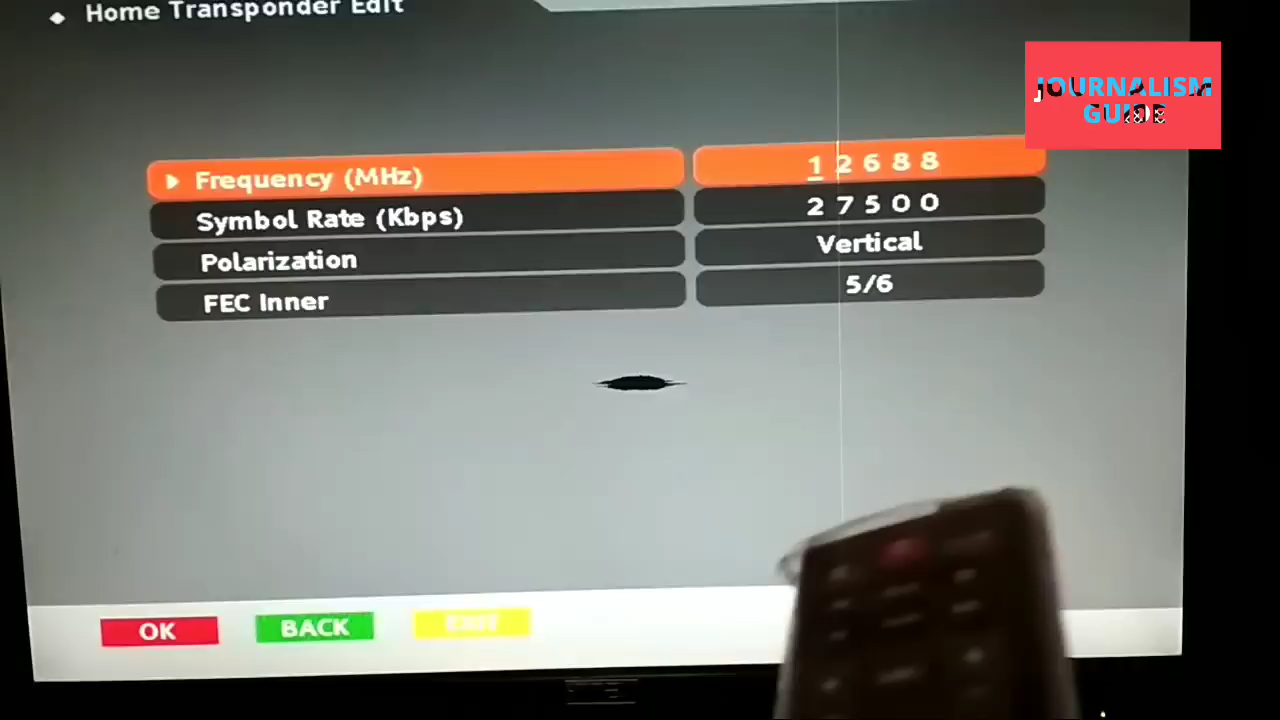 Home Transponder Edit
JOURNALISM
GUIDE
Frequency (MHz) 12688
Symbol Rate (Kbps) 27500
Polarization Vertical
FEC Inner 5/6
OK BACK EXIT